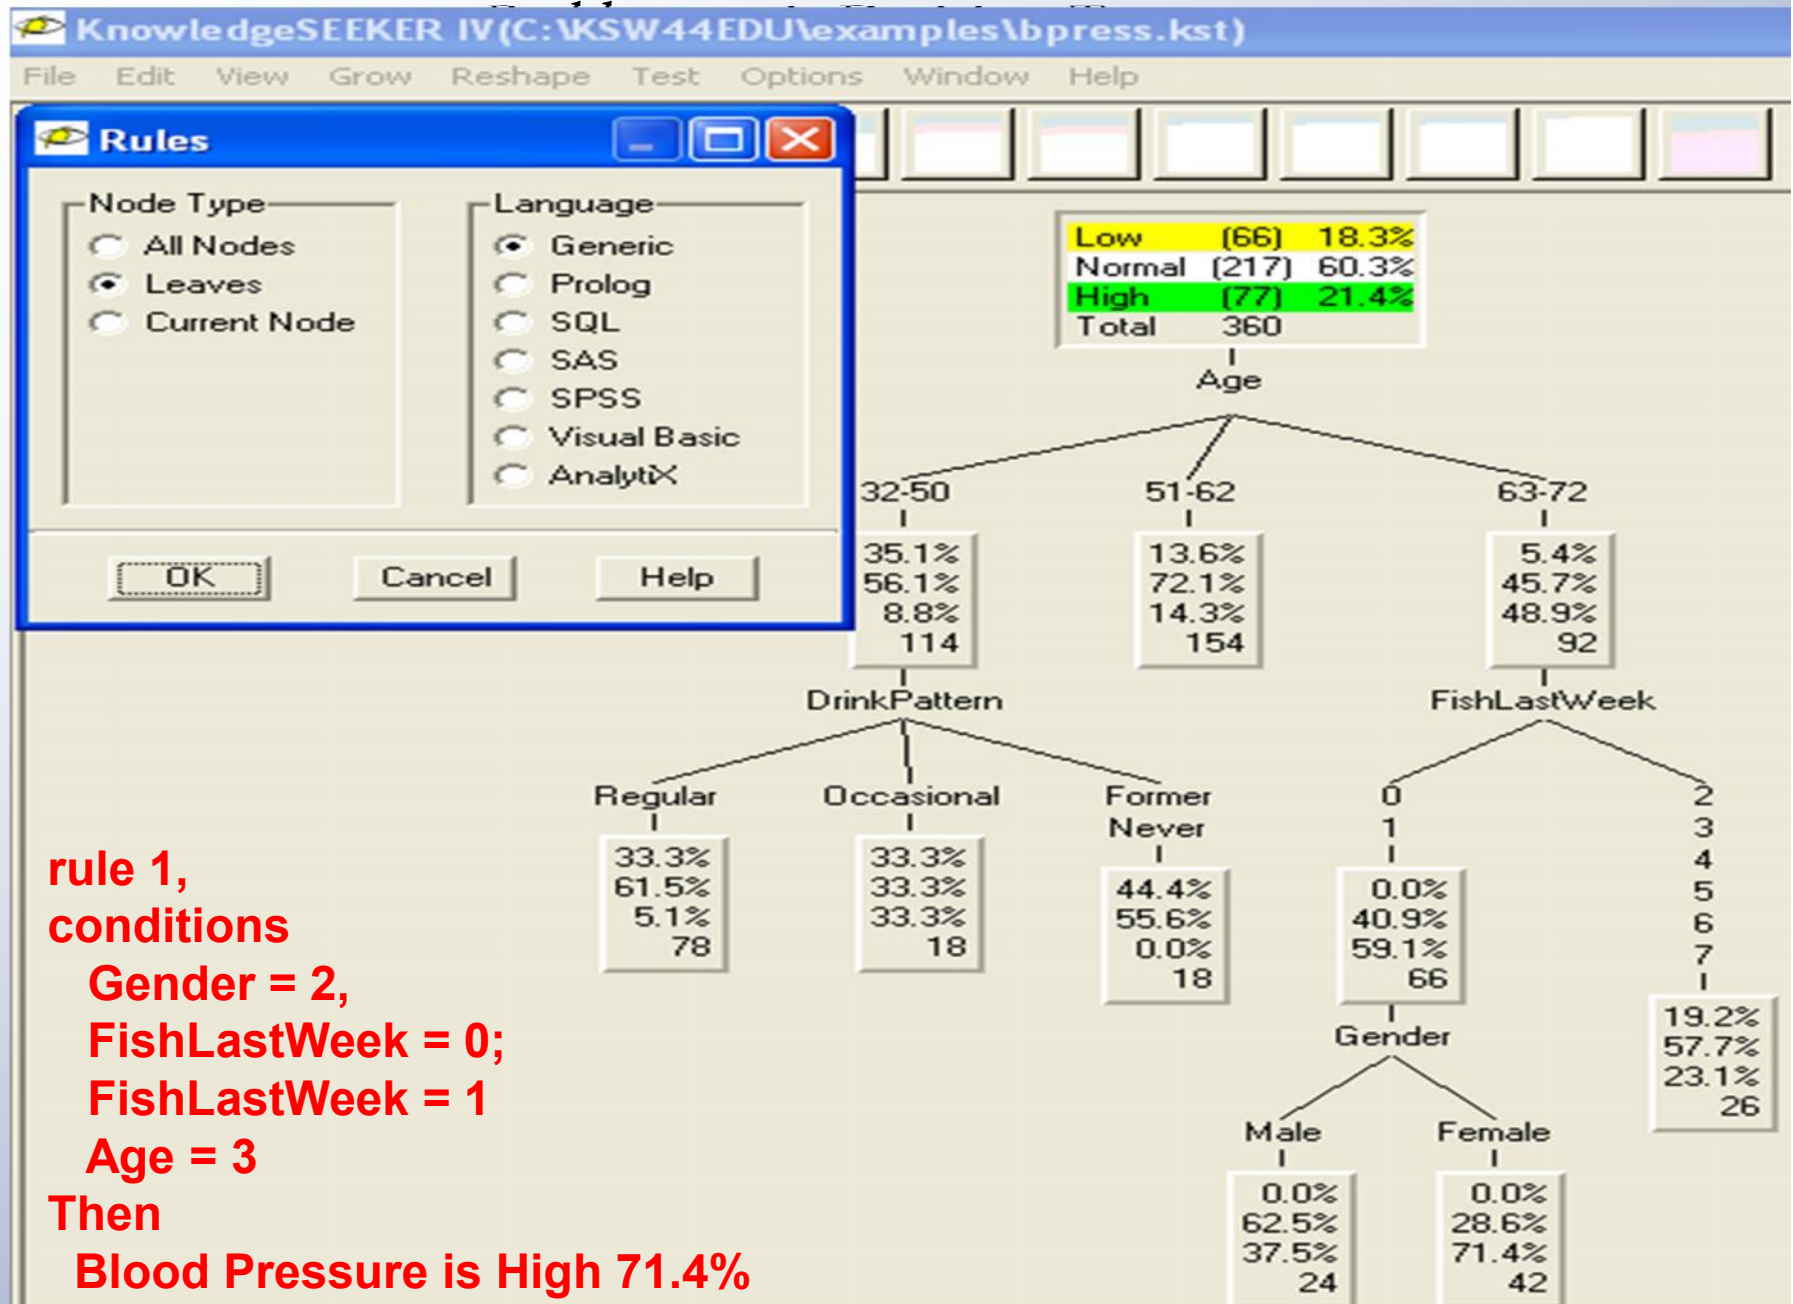 KnowledgeSEEKER IV(C:\KSW44EDU\examples\bpress.kst)
File Edit View Grow Reshape Test Options Window Help
Rules
Node Type
All Nodes
Leaves
Current Node
Language
Generic
Prolog
SQL
SAS
SPSS
Visual Basic
AnalytiX
OK Cancel Help
Low (66) 18.3%
Normal (217) 60.3%
High (77) 21.4%
Total 360
Age
32-50 51-62 63-72
35.1% 13.6% 5.4%
56.1% 72.1% 45.7%
8.8% 14.3% 48.9%
114 154 92
DrinkPattern FishLastWeek
Regular Occasional Former 0 2
Never 1 3
4
5
6
7
33.3% 33.3% 44.4% 0.0%
61.5% 33.3% 55.6% 40.9%
5.1% 33.3% 0.0% 59.1%
78 18 18 66
19.2%
57.7%
23.1%
26
Gender
Male Female
0.0% 0.0%
62.5% 28.6%
37.5% 71.4%
24 42
rule 1,
conditions
Gender = 2,
FishLastWeek = 0;
FishLastWeek = 1
Age = 3
Then
Blood Pressure is High 71.4%